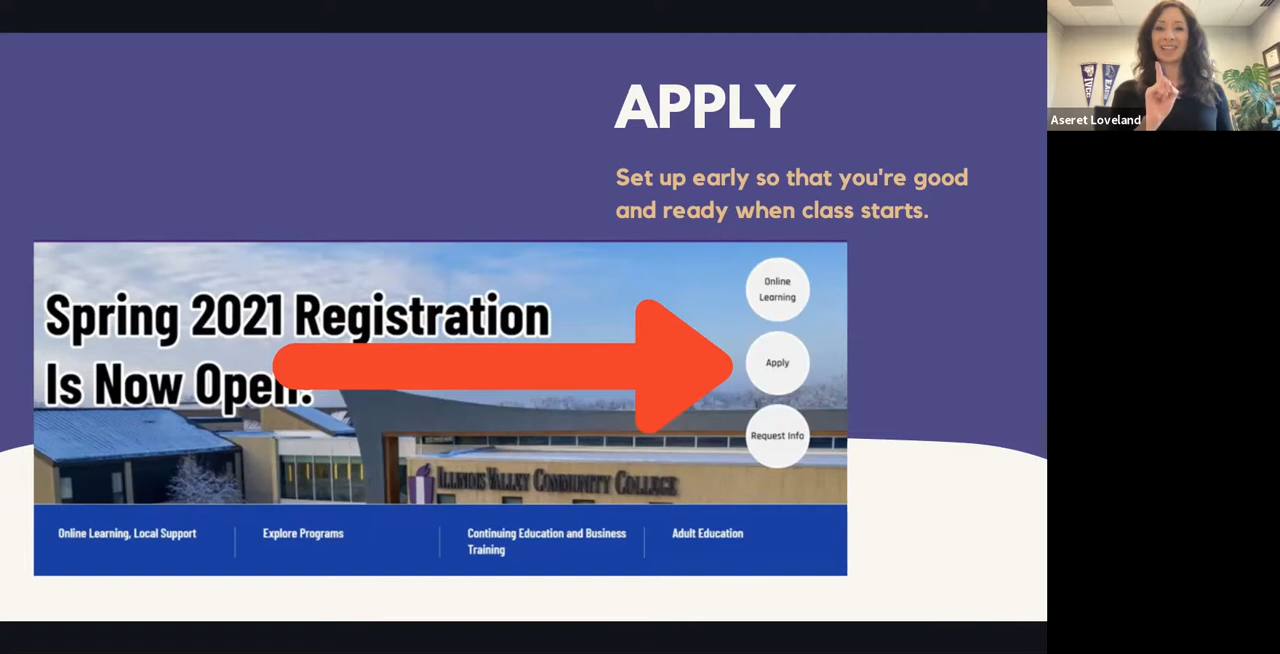 APPLY
Set up early so that you're good
and ready when class starts.
Spring 2021 Registration
Is Now Open!
Online
Learning
Apply
Request Info
ILLINOIS VALLEY COMMUNITY COLLEGE
Online Learning, Local Support
Explore Programs
Continuing Education and Business
Training
Adult Education
IVCC
Aseret Loveland